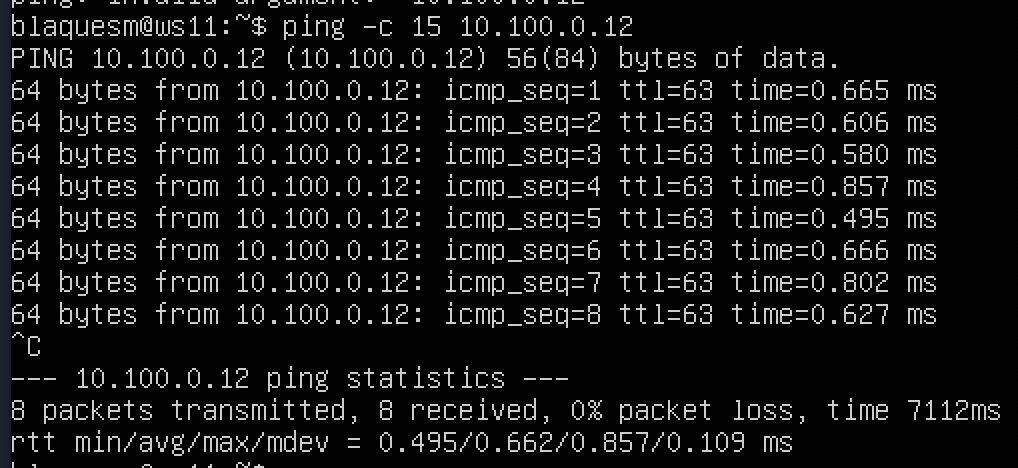 blaquesm@ws11:~$ ping -c 15 10.100.0.12
PING 10.100.0.12 (10.100.0.12) 56(84) bytes of data.
64 bytes from 10.100.0.12: icmp_seq=1 ttl=63 time=0.665 ms
64 bytes from 10.100.0.12: icmp_seq=2 ttl=63 time=0.606 ms
64 bytes from 10.100.0.12: icmp_seq=3 ttl=63 time=0.580 ms
64 bytes from 10.100.0.12: icmp_seq=4 ttl=63 time=0.857 ms
64 bytes from 10.100.0.12: icmp_seq=5 ttl=63 time=0.495 ms
64 bytes from 10.100.0.12: icmp_seq=6 ttl=63 time=0.666 ms
64 bytes from 10.100.0.12: icmp_seq=7 ttl=63 time=0.802 ms
64 bytes from 10.100.0.12: icmp_seq=8 ttl=63 time=0.627 ms
^C
--- 10.100.0.12 ping statistics ---
8 packets transmitted, 8 received, 0% packet loss, time 7112ms
rtt min/avg/max/mdev = 0.495/0.662/0.857/0.109 ms